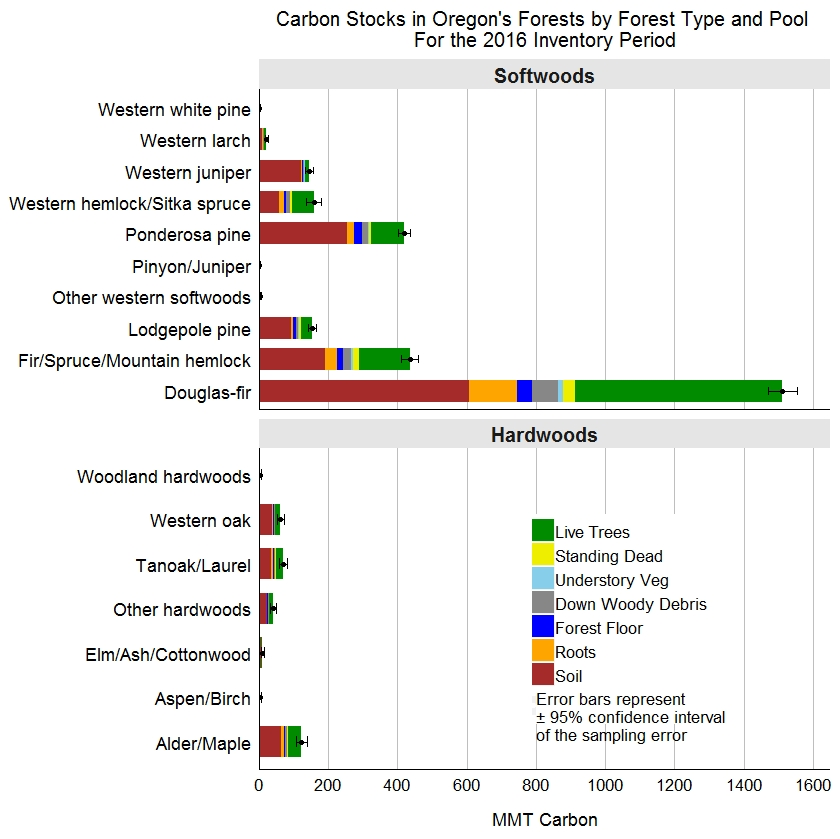 Carbon Stocks in Oregon's Forests by Forest Type and Pool
For the 2016 Inventory Period
Softwoods
Western white pine
Western larch
Western juniper
Western hemlock/Sitka spruce
Ponderosa pine
Pinyon/Juniper
Other western softwoods
Lodgepole pine
Fir/Spruce/Mountain hemlock
Douglas-fir
Hardwoods
Woodland hardwoods
Western oak
Tanoak/Laurel
Other hardwoods
Elm/Ash/Cottonwood
Aspen/Birch
Alder/Maple
Live Trees
Standing Dead
Understory Veg
Down Woody Debris
Forest Floor
Roots
Soil
Error bars represent
± 95% confidence interval
of the sampling error
0 200 400 600 800 1000 1200 1400 1600
MMT Carbon